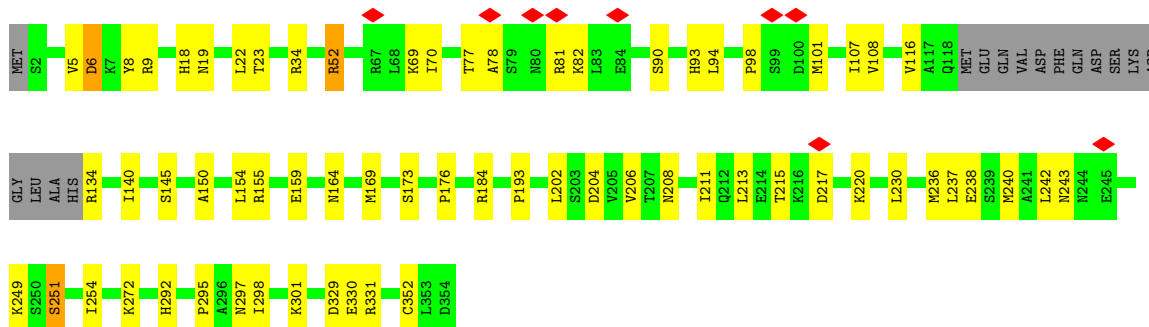 MET S2 V5 D6 K7 Y8 R9 H18 N19 L22 T23 R34 R52 R67 L68 K69 I70 T77 A78 S79 N80 R81 K82 L83 E84 S90 H93 L94 P98 S99 D100 M101 I107 V108 V116 A117 Q118 MET GLU GLN VAL ASP PHE GLN ASP SER LYS
GLY LEU ALA HIS R134 I140 S145 A150 L154 R155 E159 N164 M169 S173 P176 R184 P193 L202 S203 D204 V205 V206 T207 N208 I211 Q212 L213 E214 T215 K216 D217 K220 L230 M236 L237 E238 S239 M240 A241 L242 N243 N244 E245
K249 S250 S251 I254 K272 H292 P295 A296 N297 I298 K301 D329 E330 R331 C352 L353 D354